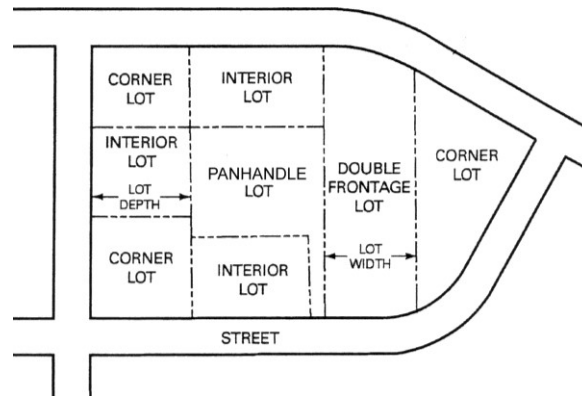 CORNER
LOT
INTERIOR
LOT
INTERIOR
LOT
LOT
DEPTH
PANHANDLE
LOT
DOUBLE
FRONTAGE
LOT
CORNER
LOT
CORNER
LOT
INTERIOR
LOT
LOT
WIDTH
STREET